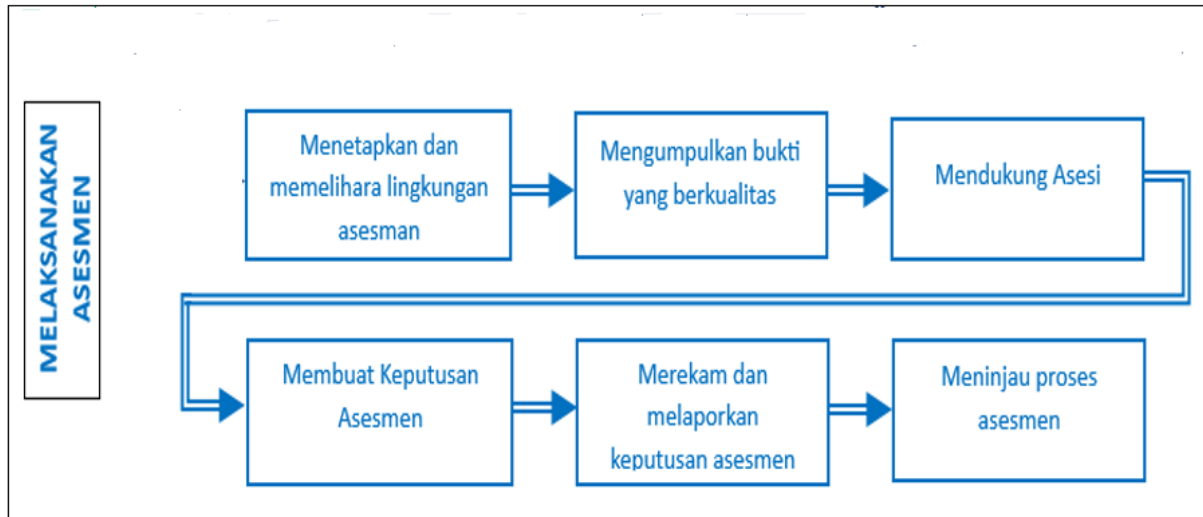 MELAKSANAKAN
ASESMEN
Menetapkan dan
memelihara lingkungan
asesman
Mengumpulkan bukti
yang berkualitas
Mendukung Asesi
Membuat Keputusan
Asesmen
Merekam dan
melaporkan
keputusan asesmen
Meninjau proses
asesmen